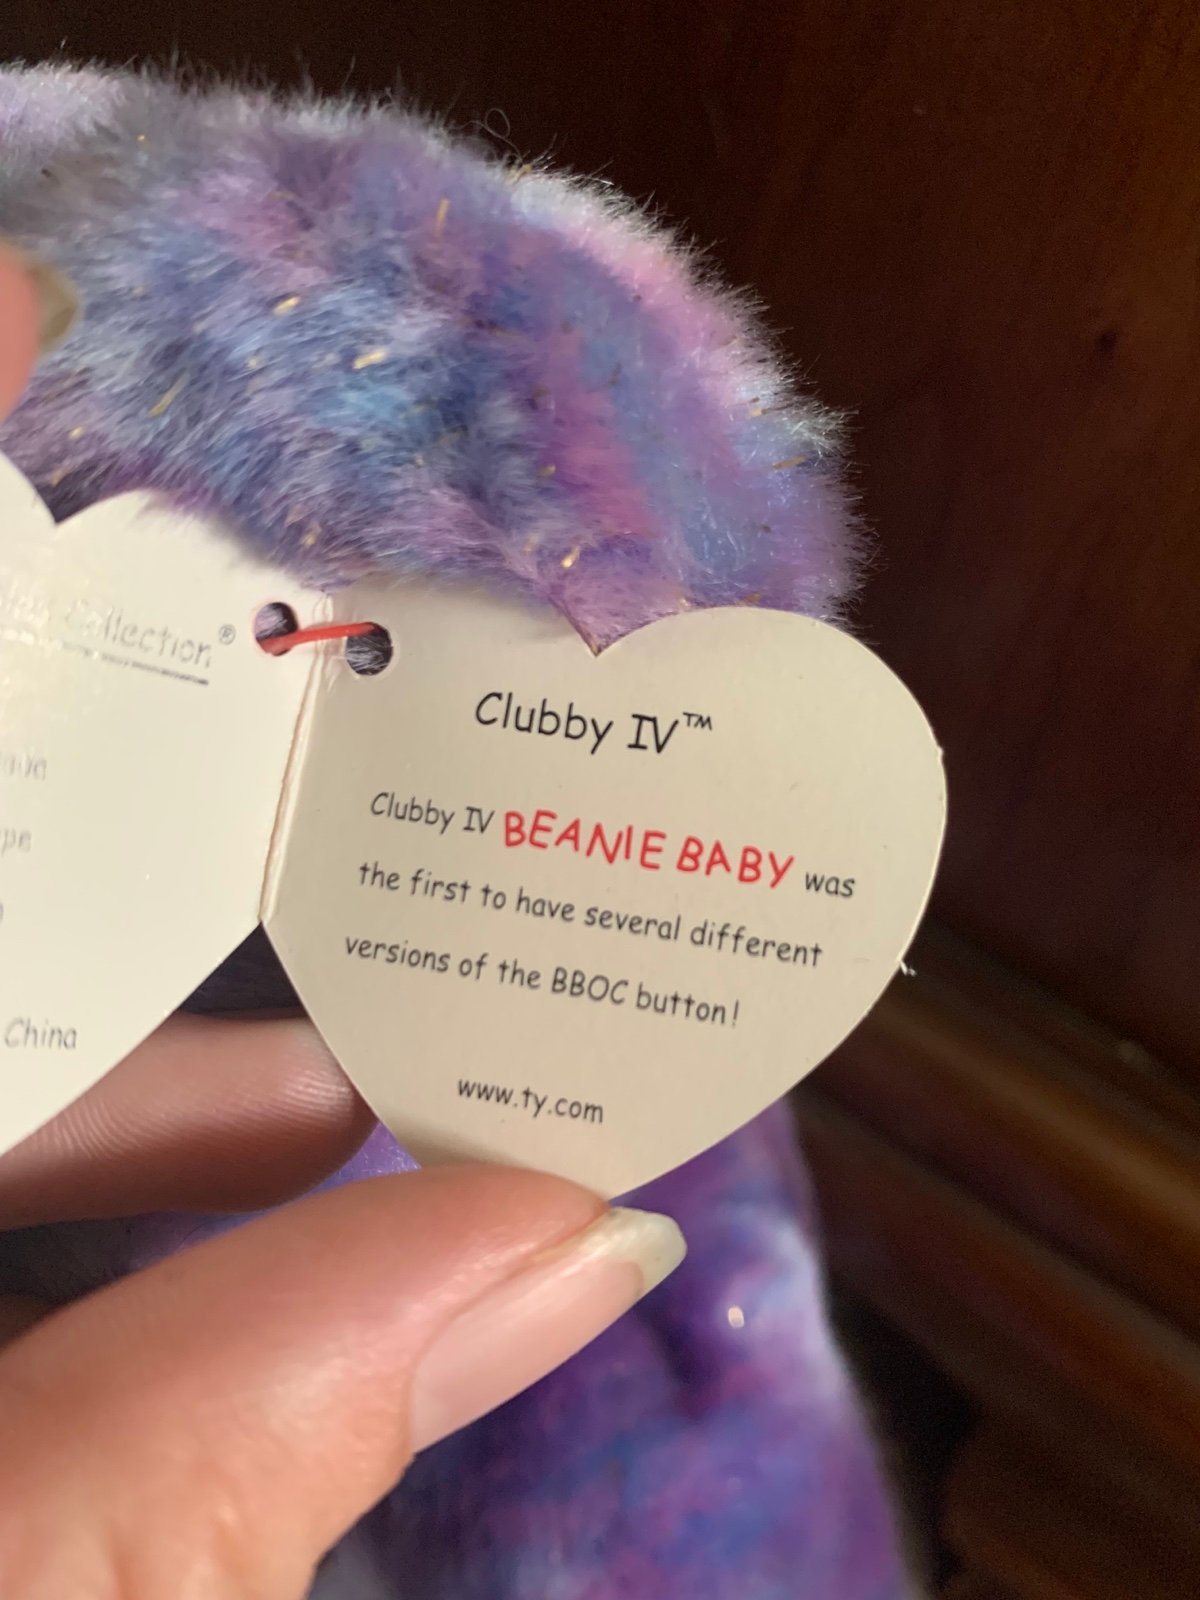 Collection®
China
Clubby IV™
Clubby IV BEANIE BABY was
the first to have several different
versions of the BBOC button!
www.ty.com